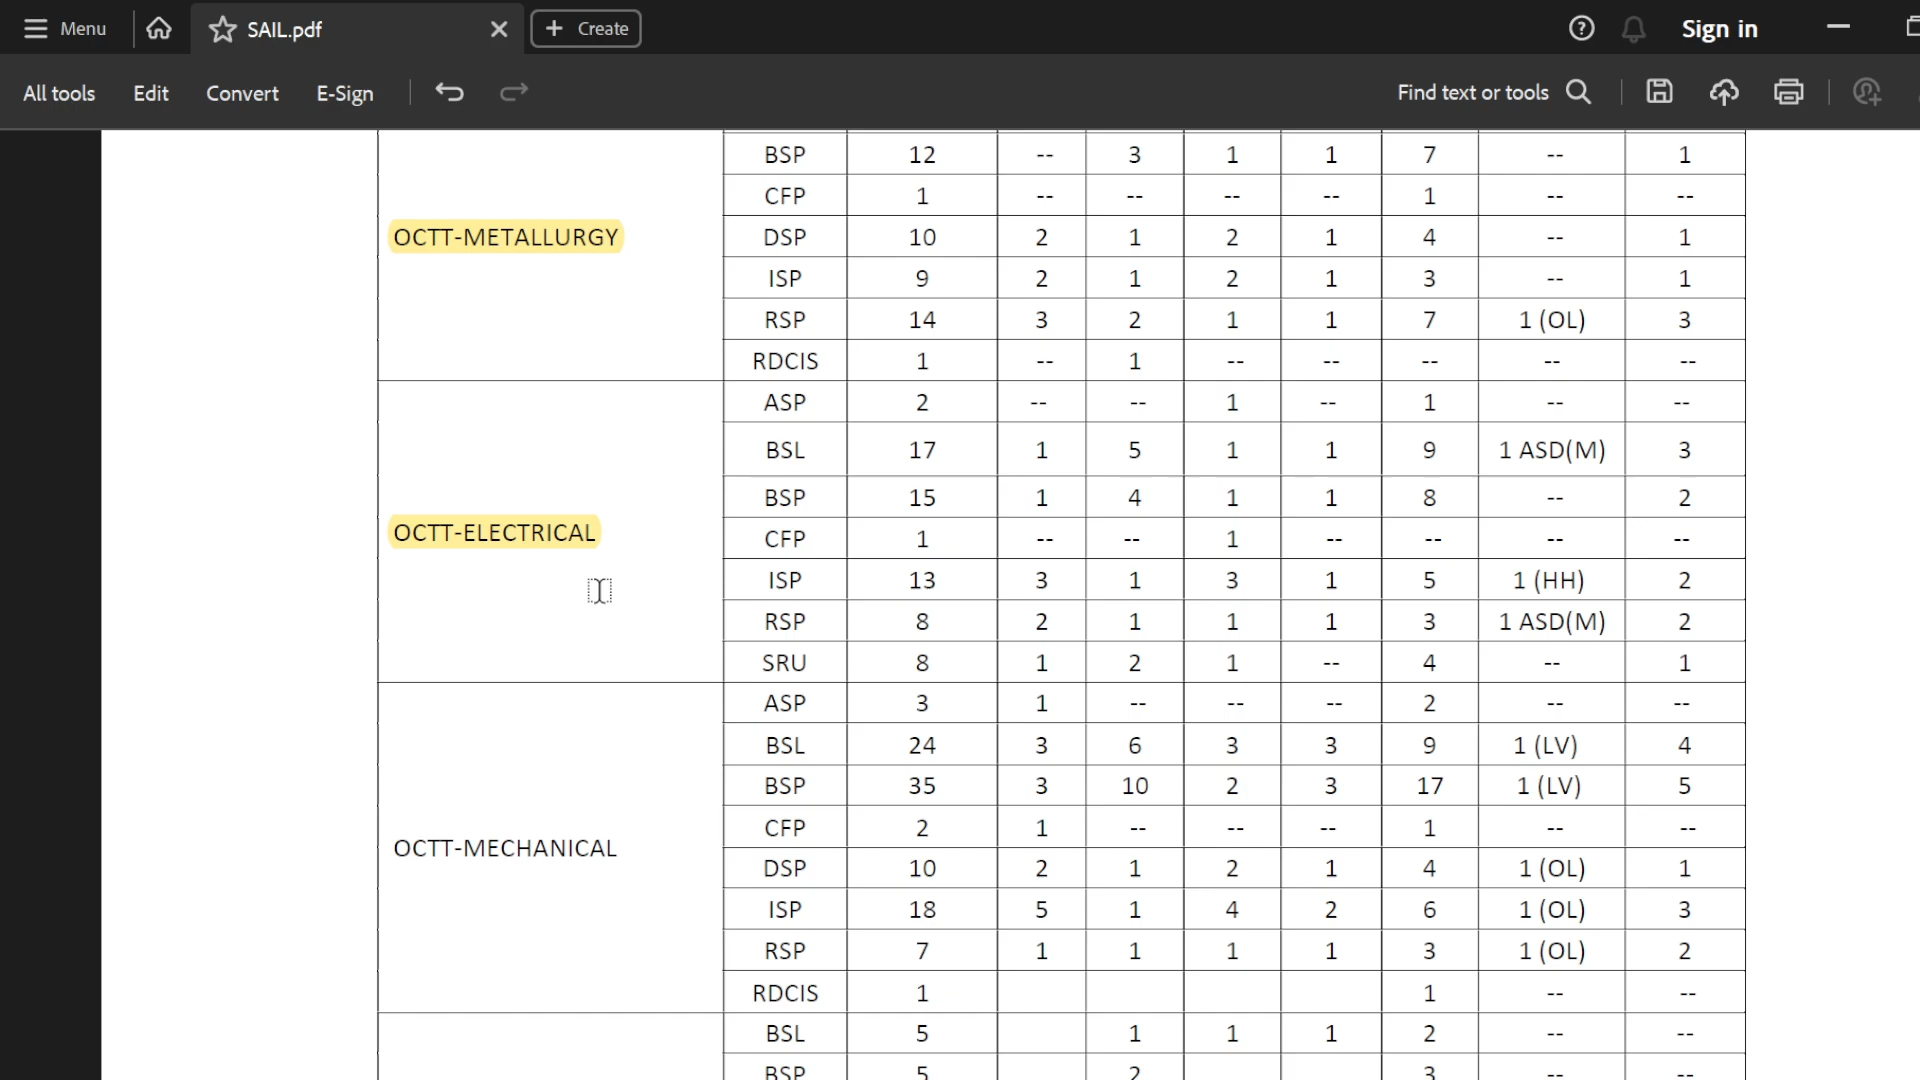 Menu SAIL.pdf Create Sign in
All tools Edit Convert E-Sign Find text or tools
BSP 12 -- 3 1 1 7 -- 1
CFP 1 -- -- -- -- 1 -- --
OCTT-METALLURGY DSP 10 2 1 2 1 4 -- 1
ISP 9 2 1 2 1 3 -- 1
RSP 14 3 2 1 1 7 1 (OL) 3
RDCIS 1 -- 1 -- -- -- -- --
ASP 2 -- -- 1 -- 1 -- --
BSL 17 1 5 1 1 9 1 ASD(M) 3
BSP 15 1 4 1 1 8 -- 2
OCTT-ELECTRICAL CFP 1 -- -- 1 -- -- -- --
ISP 13 3 1 3 1 5 1 (HH) 2
RSP 8 2 1 1 1 3 1 ASD(M) 2
SRU 8 1 2 1 -- 4 -- 1
ASP 3 1 -- -- -- 2 -- --
BSL 24 3 6 3 3 9 1 (LV) 4
BSP 35 3 10 2 3 17 1 (LV) 5
CFP 2 1 -- -- -- 1 -- --
OCTT-MECHANICAL
DSP 10 2 1 2 1 4 1 (OL) 1
ISP 18 5 1 4 2 6 1 (OL) 3
RSP 7 1 1 1 1 3 1 (OL) 2
RDCIS 1 1 -- --
BSL 5 1 1 1 2 -- --
BSP 5 2 3 -- --